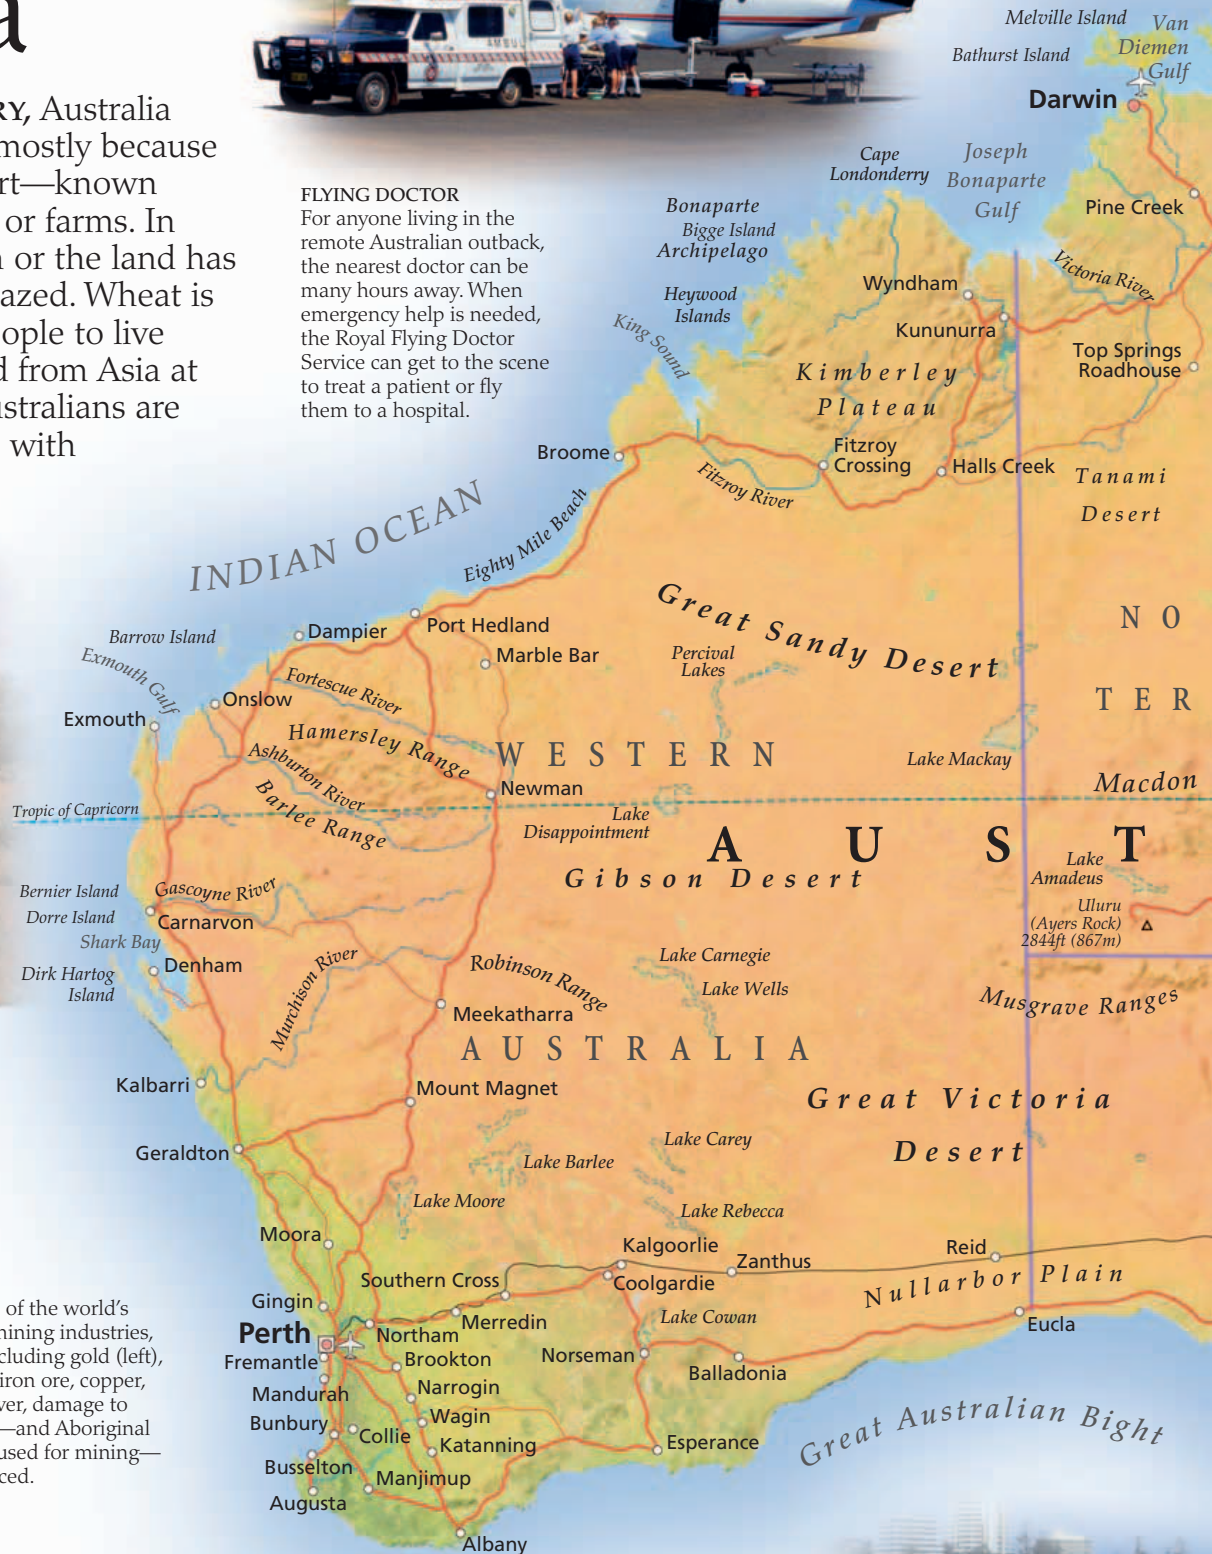 a
RY, Australia
mostly because
rt—known
or farms. In
n or the land has
azed. Wheat is
ople to live
d from Asia at
ustralians are
with
AMBUL
FLYING DOCTOR
For anyone living in the
remote Australian outback,
the nearest doctor can be
many hours away. When
emergency help is needed,
the Royal Flying Doctor
Service can get to the scene
to treat a patient or fly
them to a hospital.
Melville Island
Van
Diemen
Gulf
Bathurst Island
Darwin
Cape
Londonderry
Joseph
Bonaparte
Gulf
Pine Creek
Bonaparte
Bigge Island
Archipelago
Victoria River
Wyndham
Heywood
Islands
King Sound
Kununurra
Top Springs
Roadhouse
Kimberley
Plateau
Broome
Fitzroy
Crossing
Halls Creek
Fitzroy River
Tanami
Desert
INDIAN OCEAN
Eighty Mile Beach
Great Sandy Desert
NO
TER
Barrow Island
Dampier
Port Hedland
Marble Bar
Percival
Lakes
Exmouth Gulf
Fortescue River
Onslow
Exmouth
Hamersley Range
WESTERN
Lake Mackay
Ashburton River
Macdon
Barlee Range
Newman
Tropic of Capricorn
Lake
Disappointment
AUST
Lake
Amadeus
Gibson Desert
Bernier Island
Gascoyne River
Dorre Island
Carnarvon
Uluru
(Ayers Rock)
2844ft (867m)
Shark Bay
Denham
Dirk Hartog
Island
Murchison River
Robinson Range
Lake Carnegie
Lake Wells
Musgrave Ranges
Meekatharra
AUSTRALIA
Kalbarri
Mount Magnet
Great Victoria
Desert
Geraldton
Lake Carey
Lake Barlee
Lake Moore
Lake Rebecca
Moora
Kalgoorlie
Zanthus
Reid
Southern Cross
Coolgardie
Nullarbor Plain
Gingin
Merredin
Lake Cowan
Eucla
Perth
Northam
Fremantle
Brookton
Norseman
Balladonia
Mandurah
Narrogin
Bunbury
Wagin
Collie
Katanning
Esperance
Great Australian Bight
Busselton
Manjimup
Augusta
Albany
of the world's
mining industries,
cluding gold (left),
iron ore, copper,
ver, damage to
—and Aboriginal
used for mining—
ced.